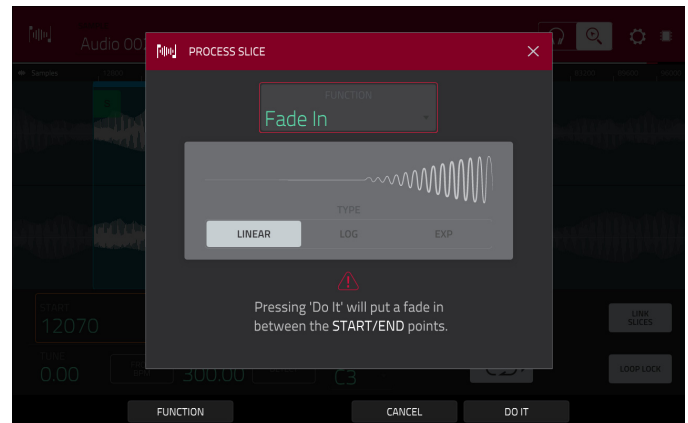 Audio 002
PROCESS SLICE
Samples
FUNCTION
Fade In
TYPE
LINEAR LOG EXP
Pressing 'Do It' will put a fade in
between the START/END points.
START
12070
LINK
SLICES
TUNE
0.00
300.00
C3
LOOP LOCK
FUNCTION CANCEL DO IT